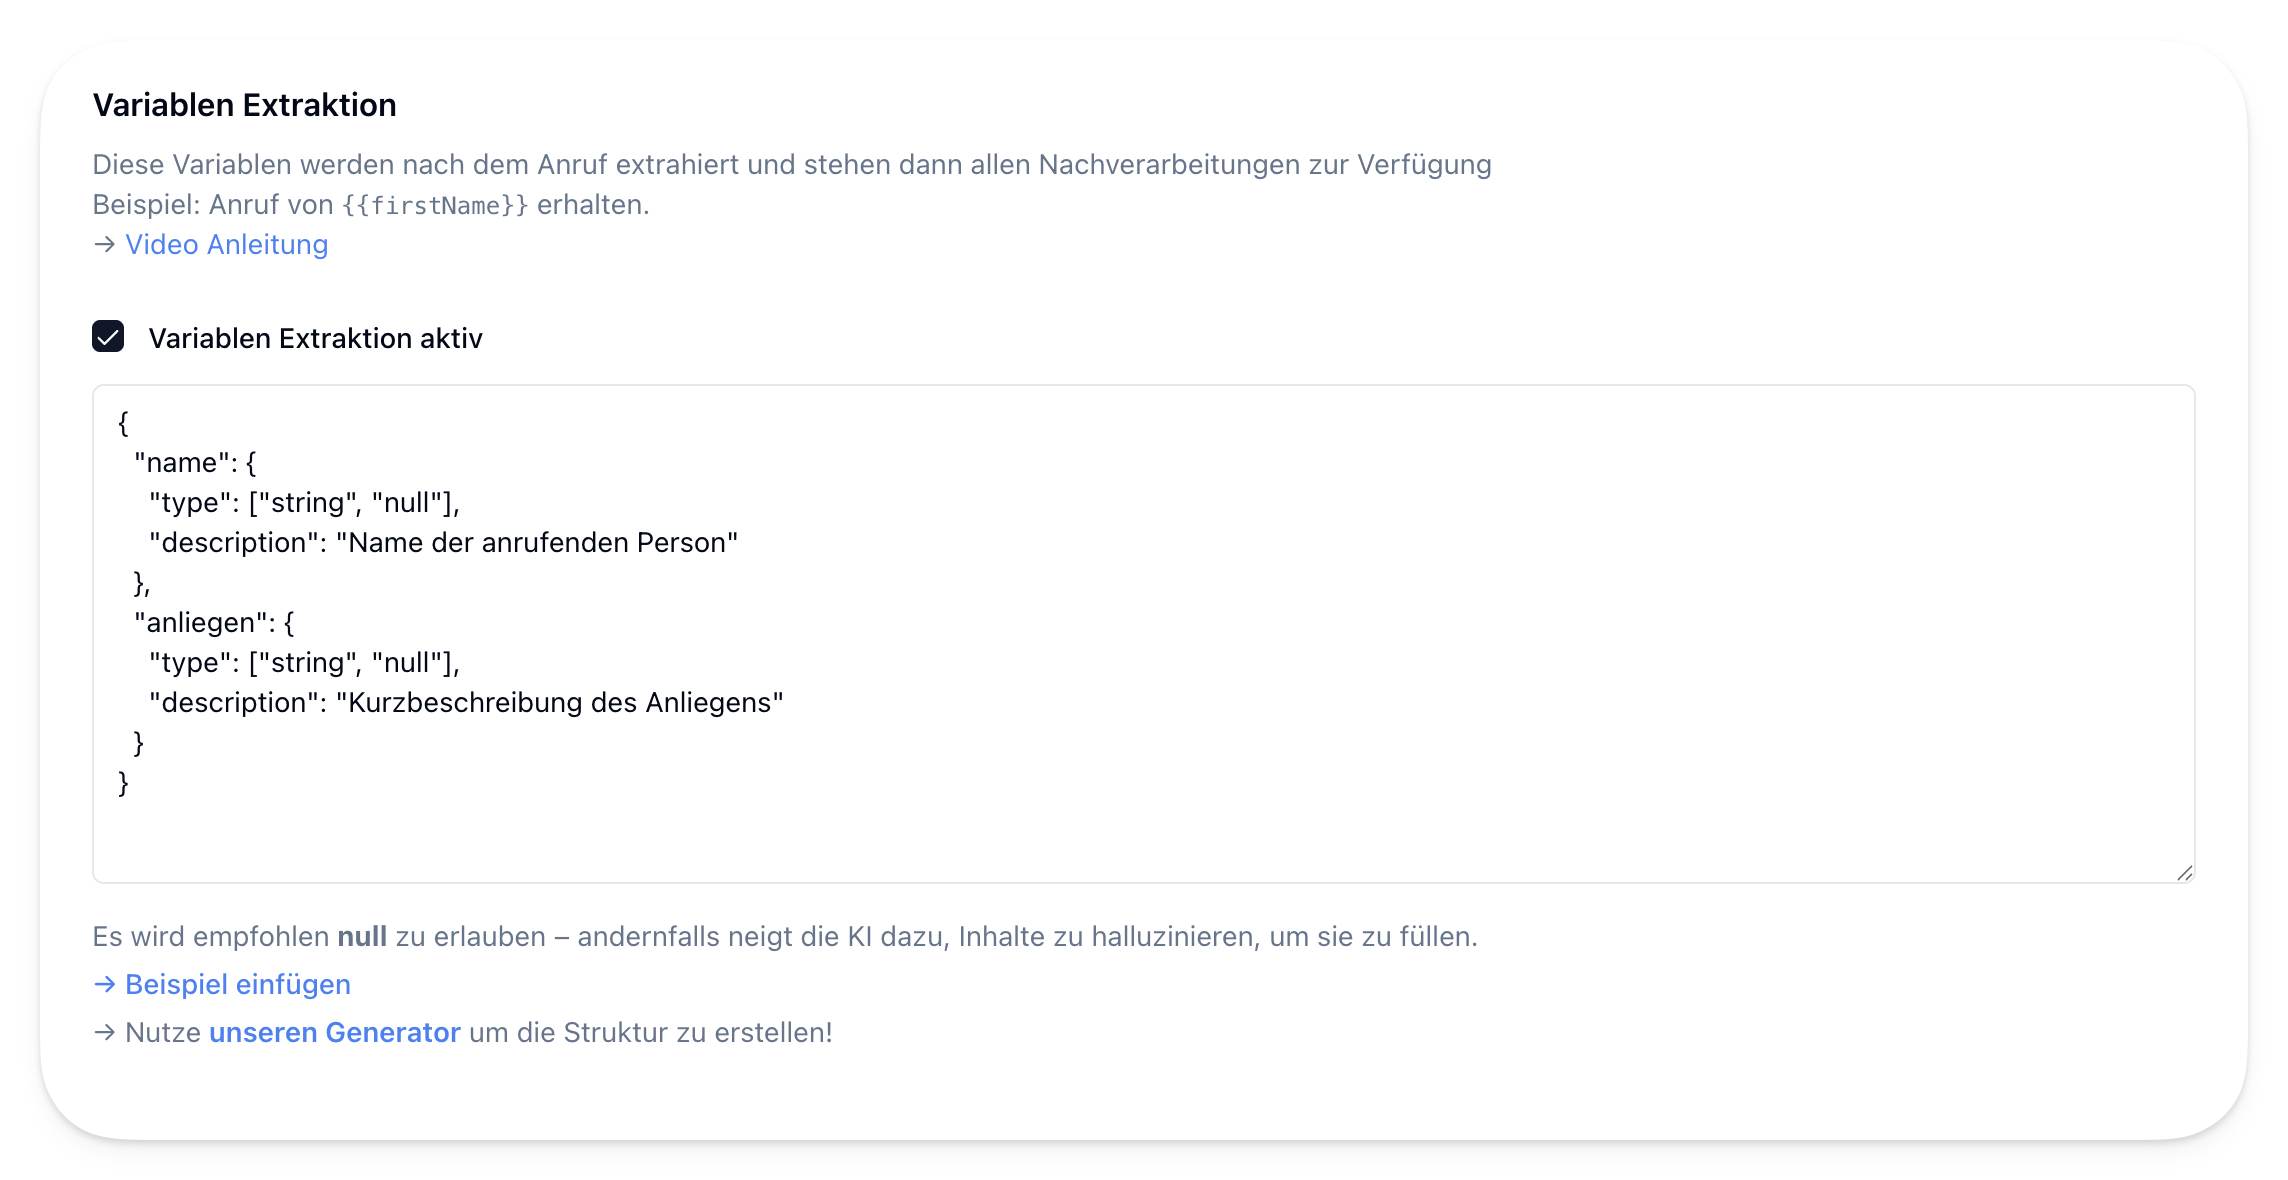 Variablen Extraktion
Diese Variablen werden nach dem Anruf extrahiert und stehen dann allen Nachverarbeitungen zur Verfügung
Beispiel: Anruf von {{firstName}} erhalten.
→ Video Anleitung
Variablen Extraktion aktiv
{
  "name": {
    "type": ["string", "null"],
    "description": "Name der anrufenden Person"
  },
  "anliegen": {
    "type": ["string", "null"],
    "description": "Kurzbeschreibung des Anliegens"
  }
}
Es wird empfohlen null zu erlauben – andernfalls neigt die KI dazu, Inhalte zu halluzinieren, um sie zu füllen.
→ Beispiel einfügen
→ Nutze unseren Generator um die Struktur zu erstellen!